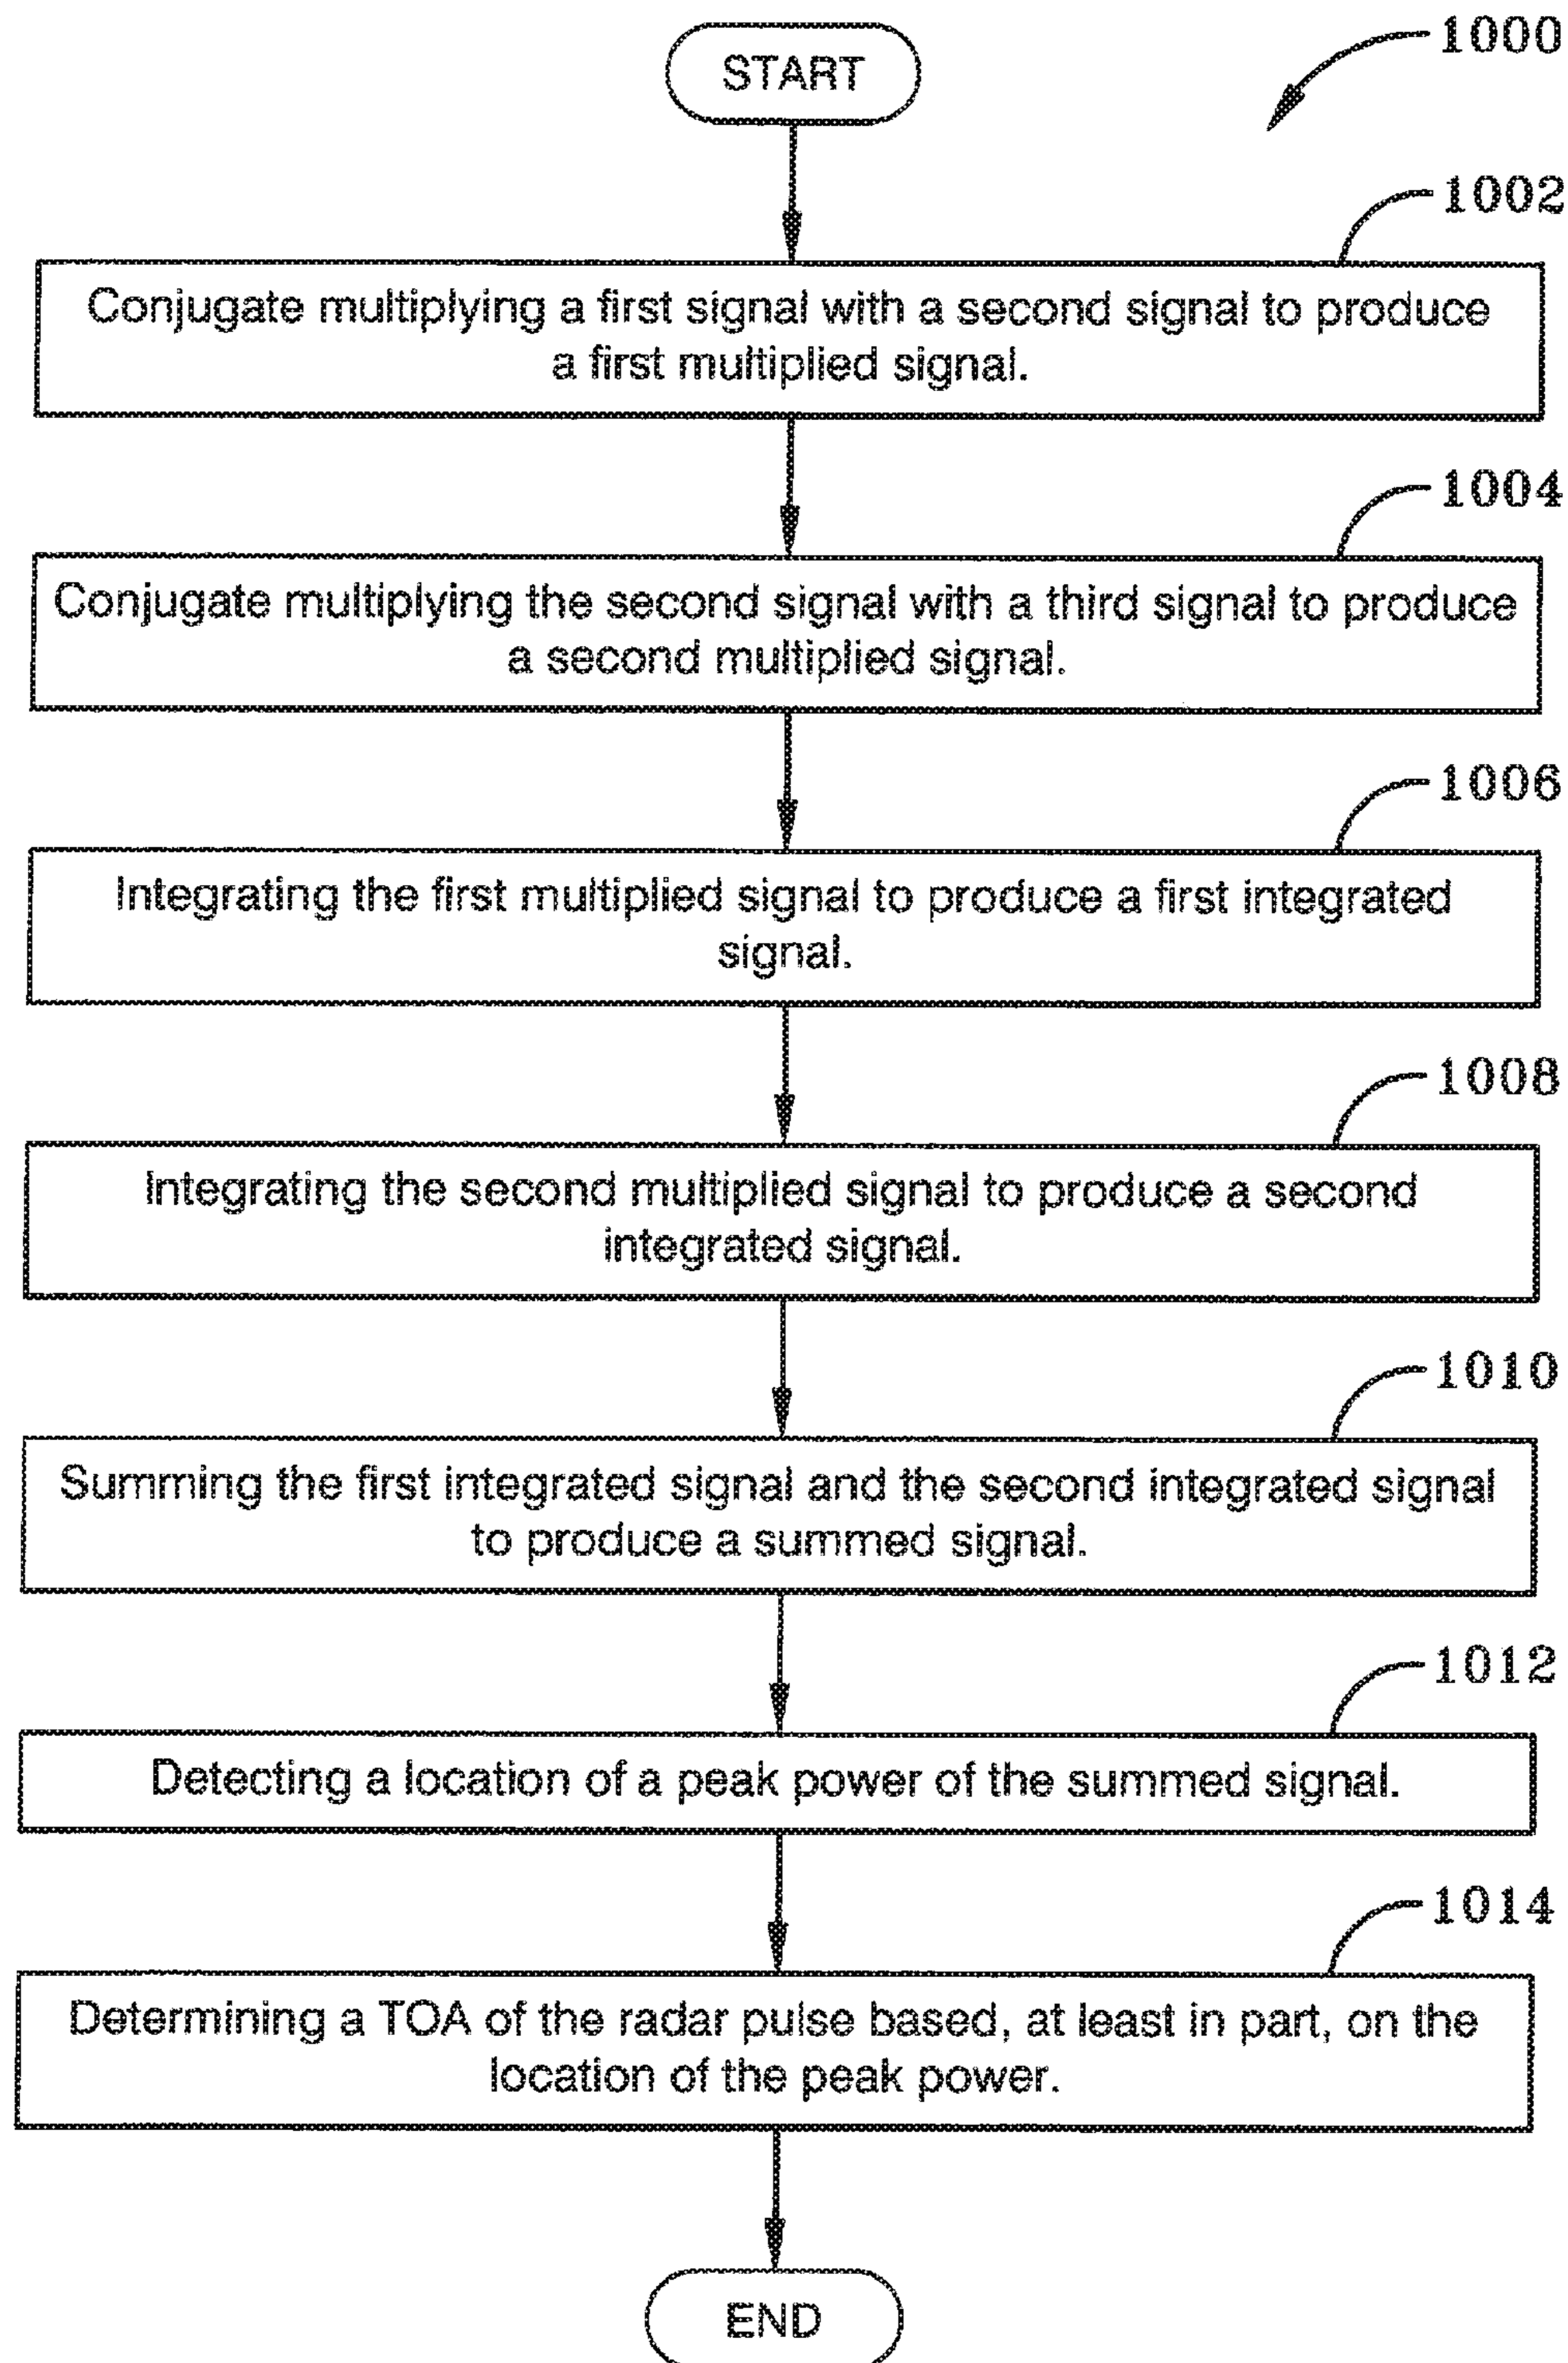 START
1000
1002
Conjugate multiplying a first signal with a second signal to produce
a first multiplied signal.
1004
Conjugate multiplying the second signal with a third signal to produce
a second multiplied signal.
1006
Integrating the first multiplied signal to produce a first integrated
signal.
1008
Integrating the second multiplied signal to produce a second
integrated signal.
1010
Summing the first integrated signal and the second integrated signal
to produce a summed signal.
1012
Detecting a location of a peak power of the summed signal.
1014
Determining a TOA of the radar pulse based, at least in part, on the
location of the peak power.
END